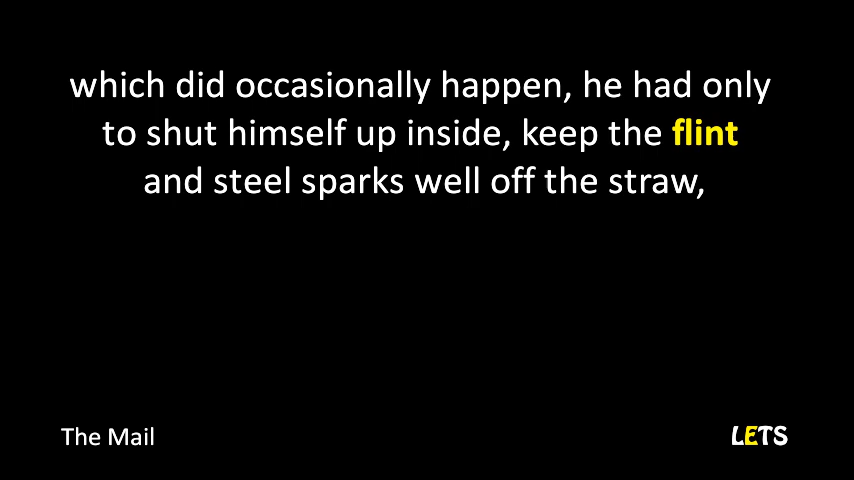 which did occasionally happen, he had only
to shut himself up inside, keep the flint
and steel sparks well off the straw,
The Mail
LETS